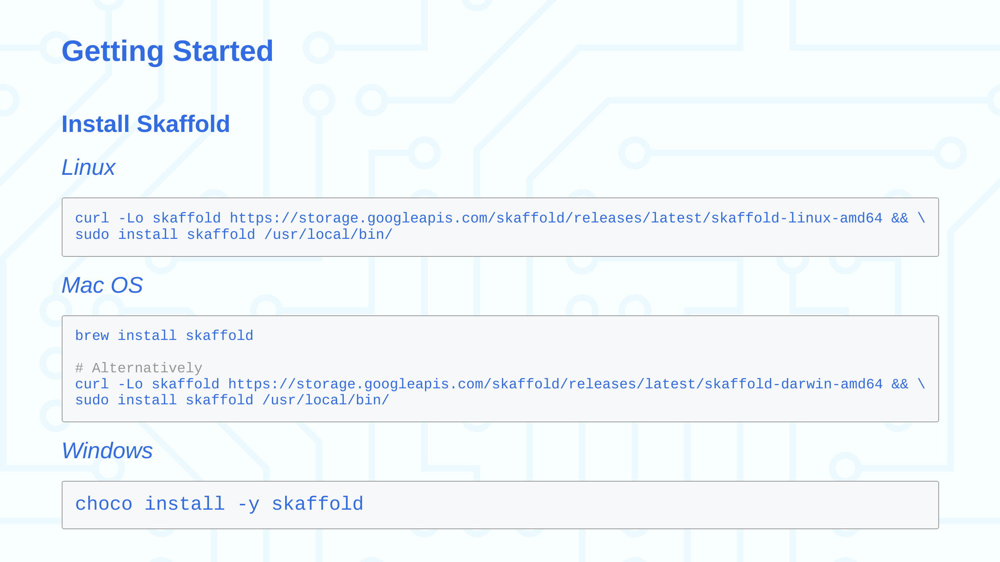 Getting Started
Install Skaffold
Linux
curl -Lo skaffold https://storage.googleapis.com/skaffold/releases/latest/skaffold-linux-amd64 && \
sudo install skaffold /usr/local/bin/
Mac OS
brew install skaffold
# Alternatively
curl -Lo skaffold https://storage.googleapis.com/skaffold/releases/latest/skaffold-darwin-amd64 && \
sudo install skaffold /usr/local/bin/
Windows
choco install -y skaffold